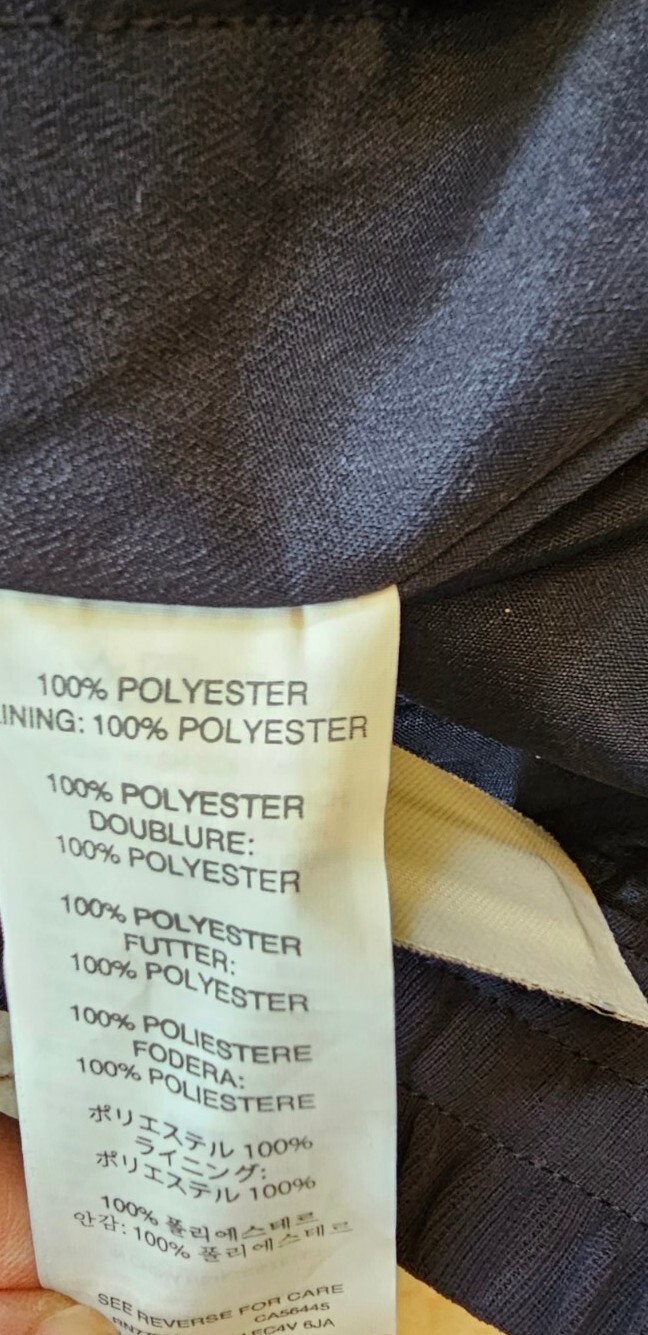 100% POLYESTER
LINING: 100% POLYESTER
100% POLYESTER
DOUBLURE:
100% POLYESTER
100% POLYESTER
FUTTER:
100% POLYESTER
100% POLIESTERE
FODERA:
100% POLIESTERE
ポリエステル 100%
ライニング:
ポリエステル 100%
100% 폴리에스테르
안감: 100% 폴리에스테르
SEE REVERSE FOR CARE
CA56445
6JA